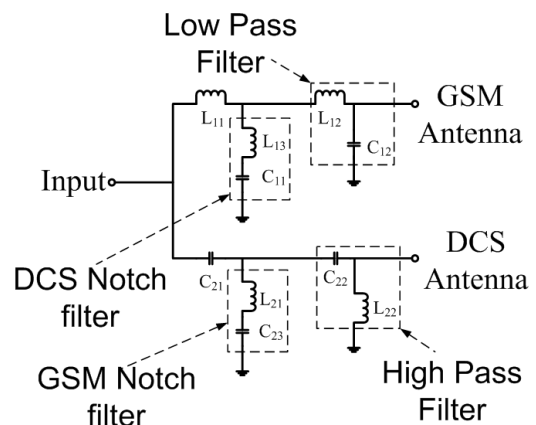 Low Pass
Filter
GSM
Antenna
L11
L12
L13
C11
C12
Input
DCS Notch
filter
DCS
Antenna
C21
C22
L21
C23
L22
GSM Notch
filter
High Pass
Filter